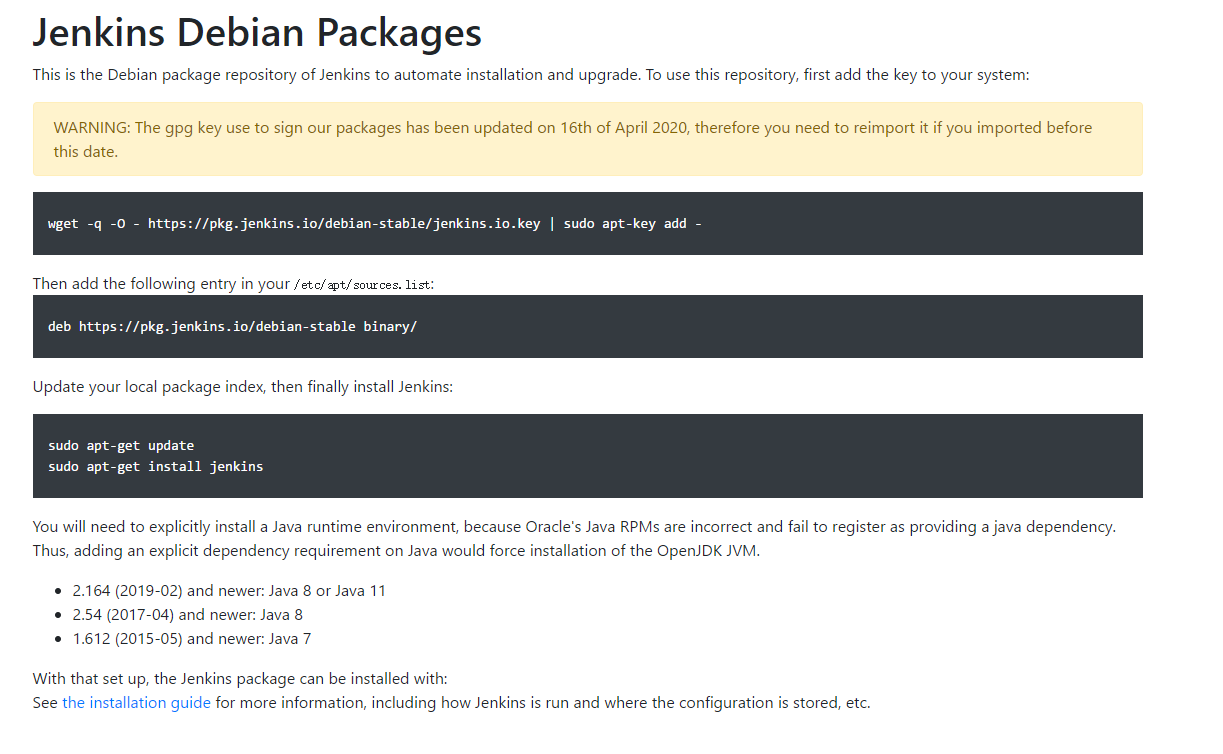 Jenkins Debian Packages
This is the Debian package repository of Jenkins to automate installation and upgrade. To use this repository, first add the key to your system:
WARNING: The gpg key use to sign our packages has been updated on 16th of April 2020, therefore you need to reimport it if you imported before
this date.
wget -q -O - https://pkg.jenkins.io/debian-stable/jenkins.io.key | sudo apt-key add -
Then add the following entry in your /etc/apt/sources.list:
deb https://pkg.jenkins.io/debian-stable binary/
Update your local package index, then finally install Jenkins:
sudo apt-get update
sudo apt-get install jenkins
You will need to explicitly install a Java runtime environment, because Oracle's Java RPMs are incorrect and fail to register as providing a java dependency.
Thus, adding an explicit dependency requirement on Java would force installation of the OpenJDK JVM.
• 2.164 (2019-02) and newer: Java 8 or Java 11
• 2.54 (2017-04) and newer: Java 8
• 1.612 (2015-05) and newer: Java 7
With that set up, the Jenkins package can be installed with:
See the installation guide for more information, including how Jenkins is run and where the configuration is stored, etc.